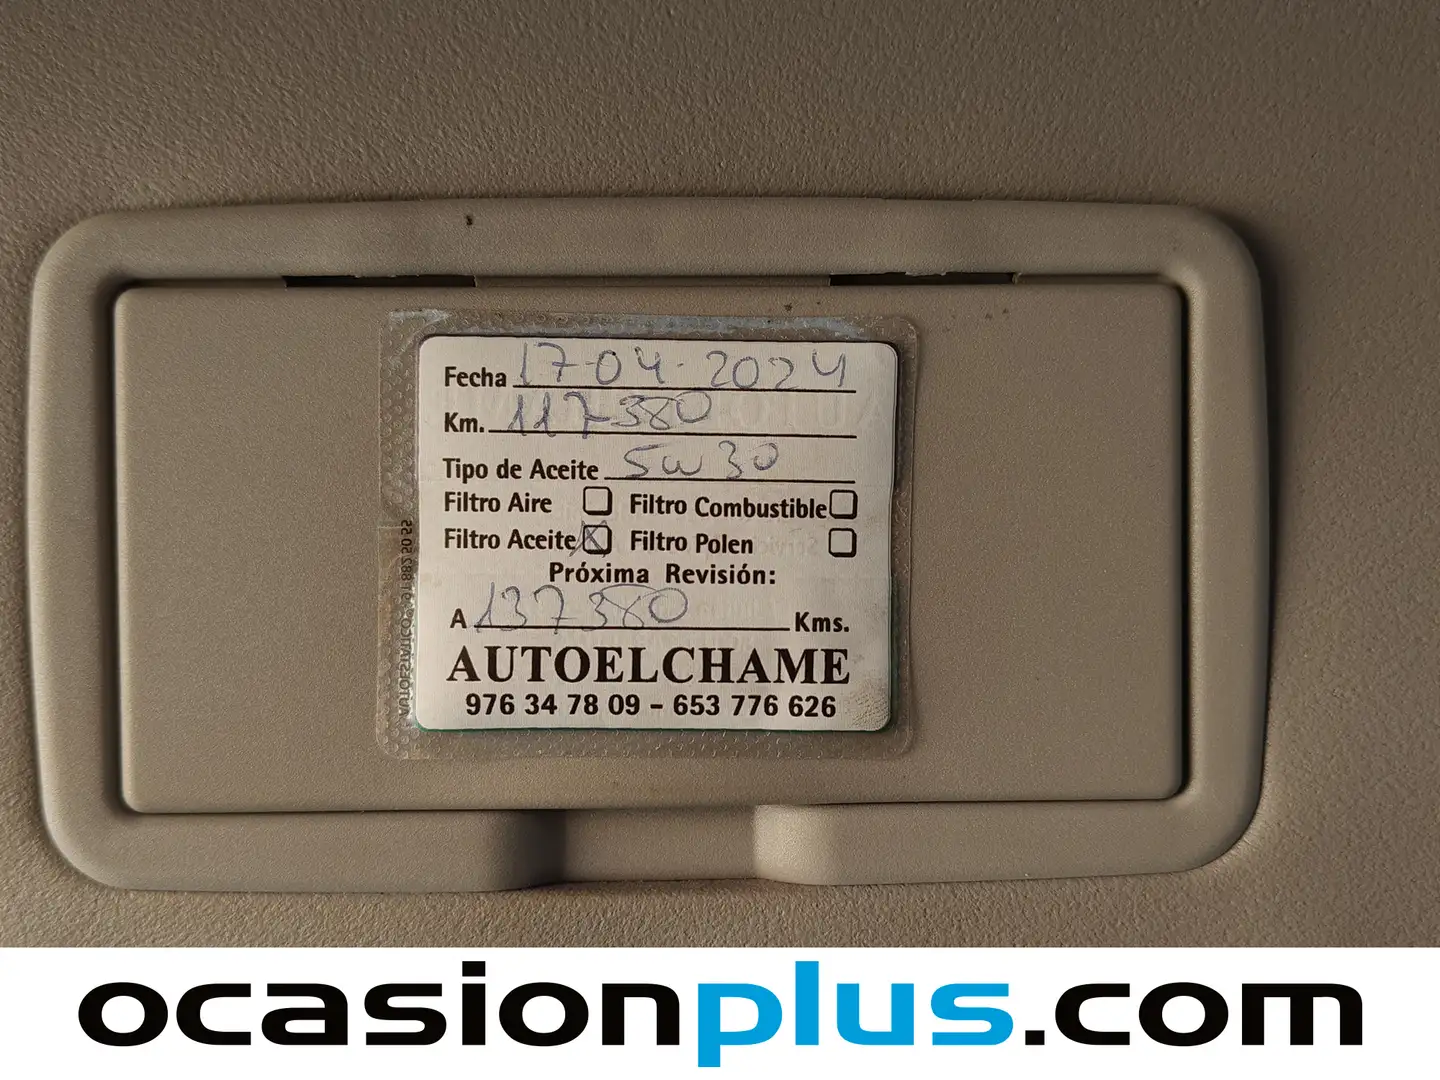 Fecha 17-04-2024
Km. 117380
Tipo de Aceite 5W30
Filtro Aire Filtro Combustible
Filtro Aceite X Filtro Polen
Próxima Revisión:
A 137380 Kms.
AUTOELCHAME
976 34 78 09 - 653 776 626
ocasionplus.com